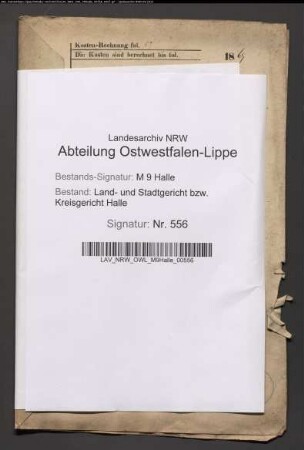 Kosten-Rechnung fol.
Die Kosten sind berechnet bis fol.
18
Landesarchiv NRW
Abteilung Ostwestfalen-Lippe
Bestands-Signatur: M 9 Halle
Bestand: Land- und Stadtgericht bzw.
Kreisgericht Halle
Signatur: Nr. 556
LAV_NRW_OWL_M9Halle_00556